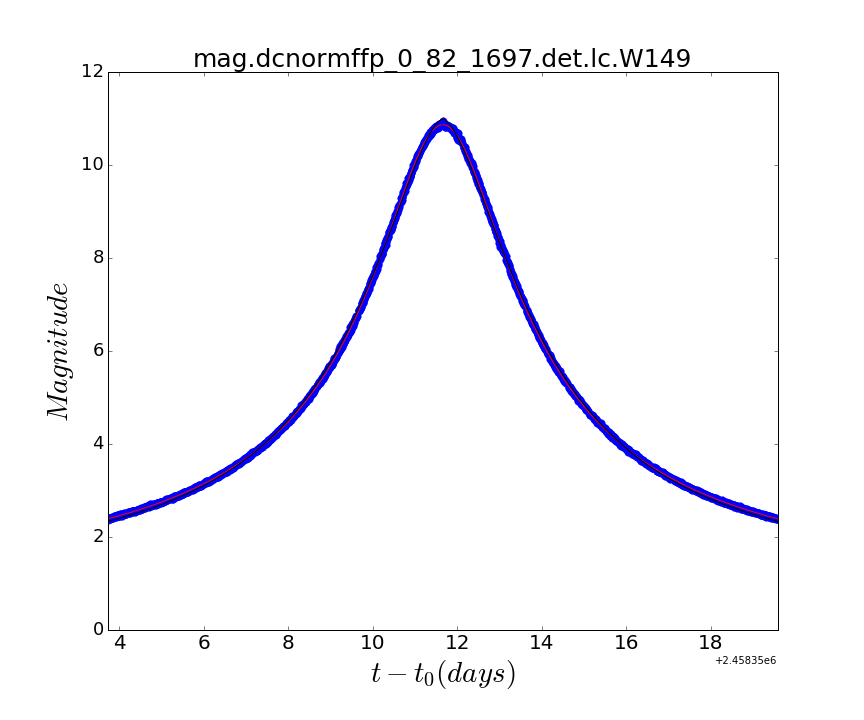 mag.dcnormffp_0_82_1697.det.lc.W149
12
10
8
6
4
2
0
Magnitude
4 6 8 10 12 14 16 18
+2.45835e6
t − t₀(days)